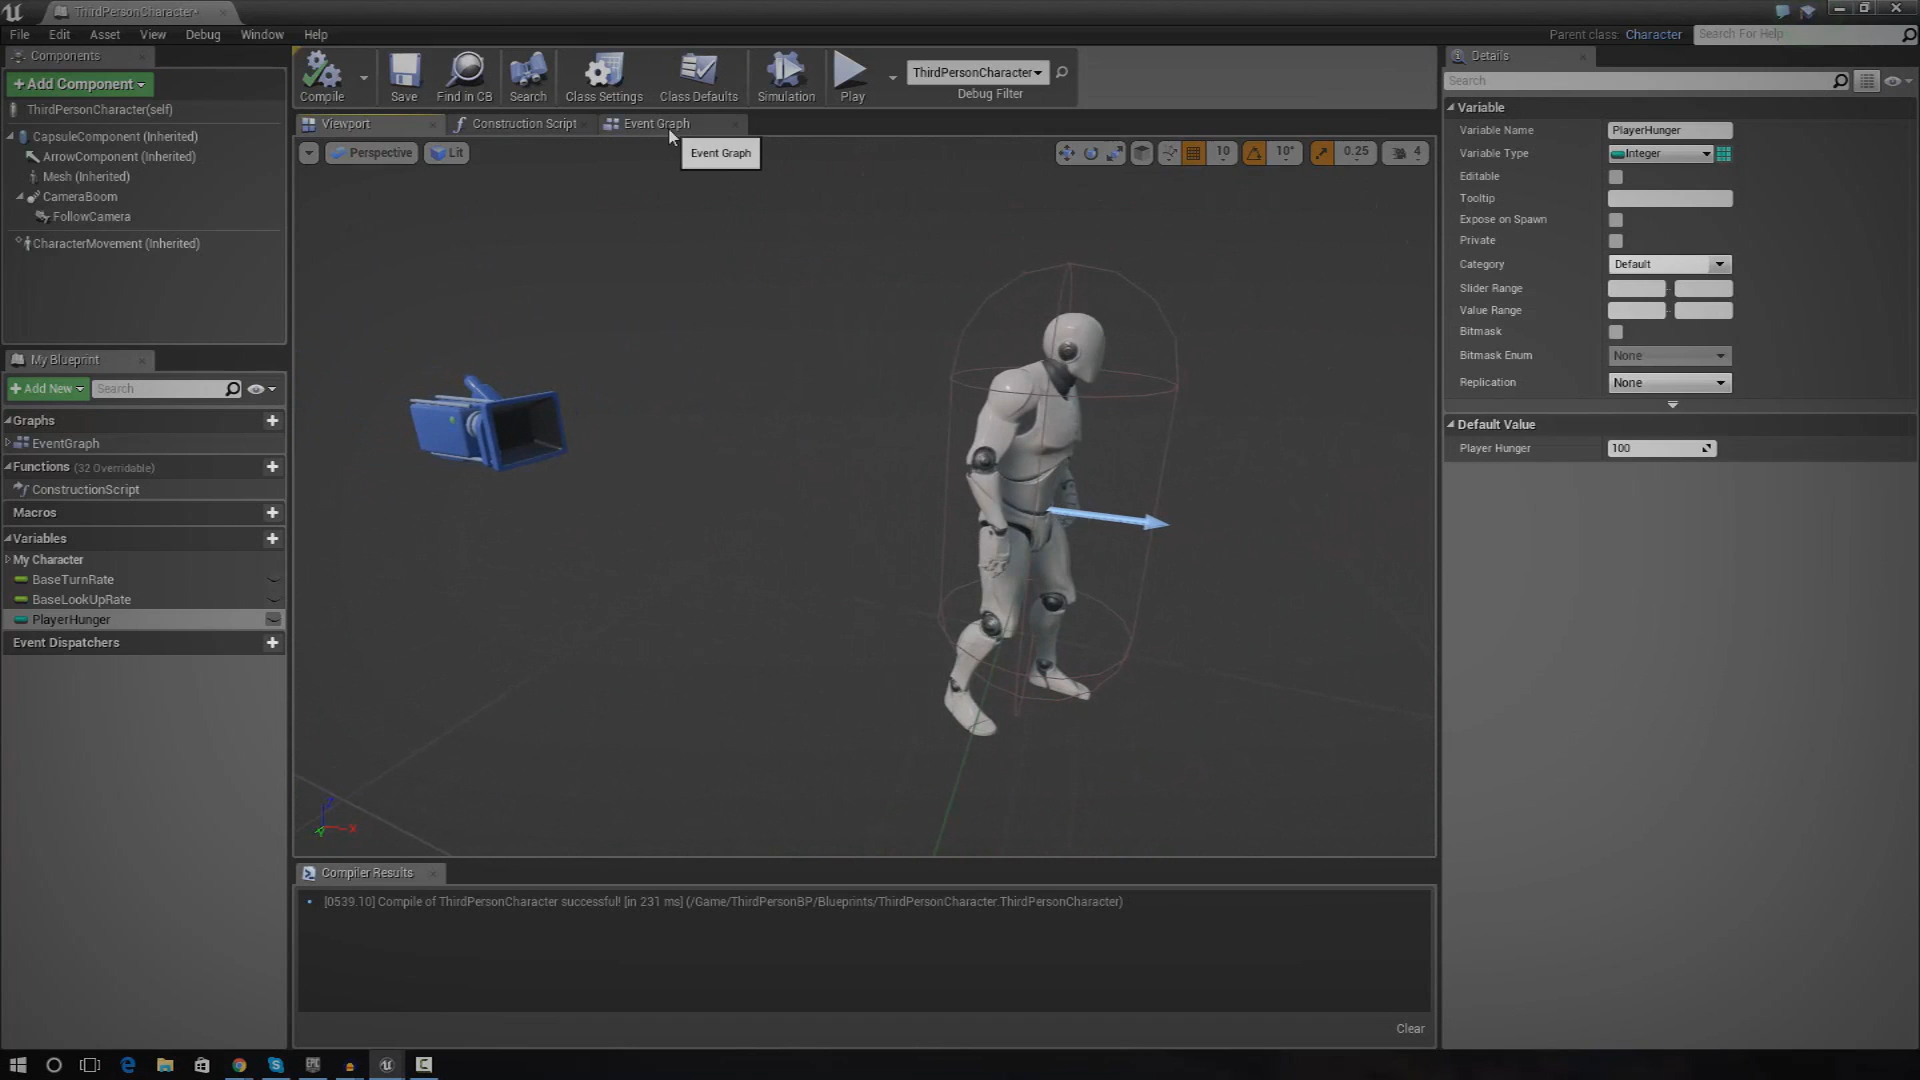 ThirdPersonCharacter*
File Edit Asset View Debug Window Help
Parent class: Character
Search For Help
Components
+Add Component
ThirdPersonCharacter(self)
CapsuleComponent (Inherited)
ArrowComponent (Inherited)
Mesh (Inherited)
CameraBoom
FollowCamera
CharacterMovement (Inherited)
My Blueprint
+Add New
Search
Graphs
EventGraph
Functions (32 Overridable)
ConstructionScript
Macros
Variables
My Character
BaseTurnRate
BaseLookUpRate
PlayerHunger
Event Dispatchers
Compile
Save
Find in CB
Search
Class Settings
Class Defaults
Simulation
Play
ThirdPersonCharacter
Debug Filter
Viewport
Construction Script
Event Graph
Event Graph
Perspective
Lit
10
10°
0.25
4
Z
X
Y
Compiler Results
[0539.10] Compile of ThirdPersonCharacter successful! [in 231 ms] (/Game/ThirdPersonBP/Blueprints/ThirdPersonCharacter.ThirdPersonCharacter)
Clear
Details
Search
Variable
Variable Name PlayerHunger
Variable Type Integer
Editable
Tooltip
Expose on Spawn
Private
Category Default
Slider Range
Value Range
Bitmask
Bitmask Enum None
Replication None
Default Value
Player Hunger 100